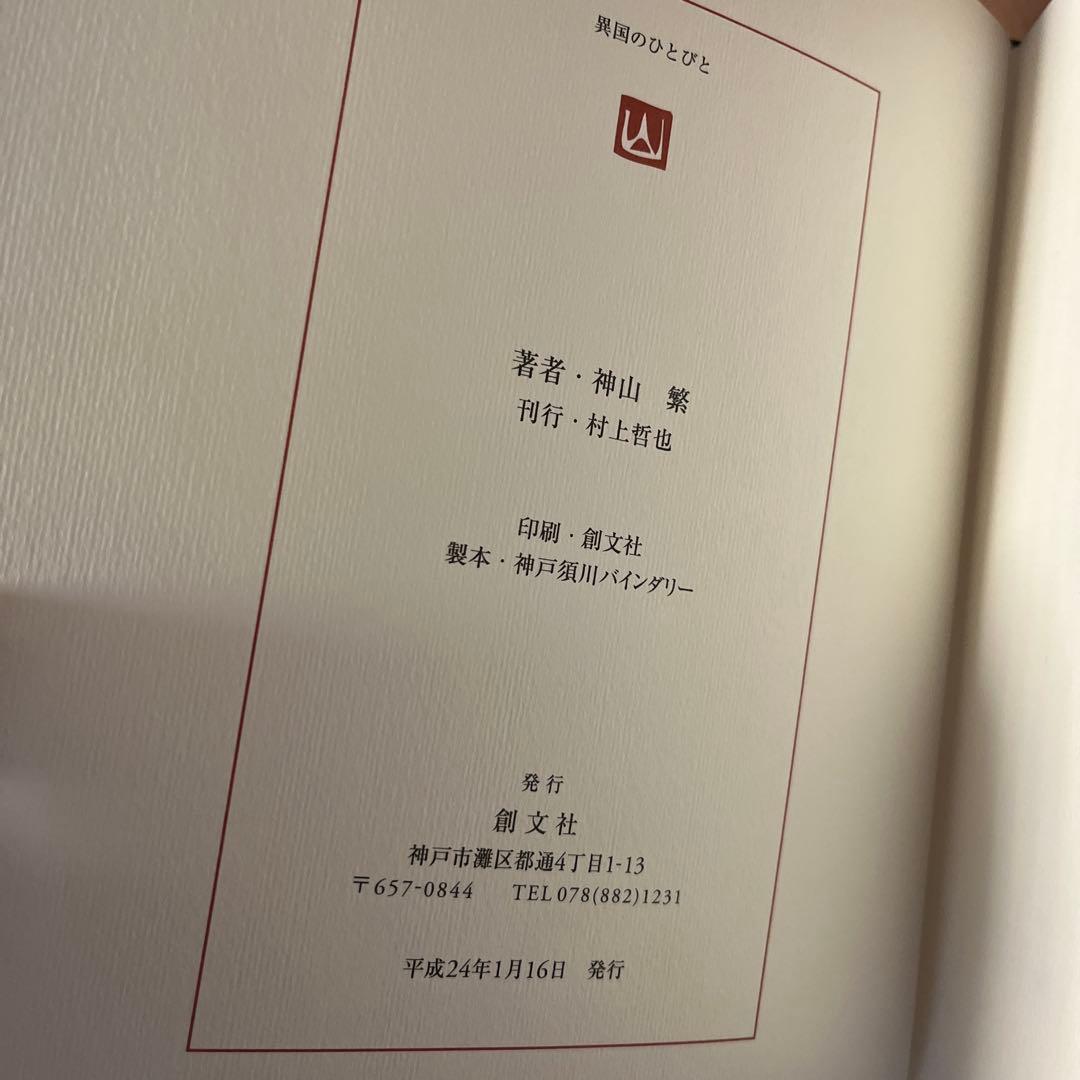 異国のひとびと
山
著者・神山　繁
刊行・村上哲也
印刷・創文社
製本・神戸須川バインダリー
発行
創文社
神戸市灘区都通4丁目1-13
〒657-0844　TEL 078(882)1231
平成24年1月16日　発行